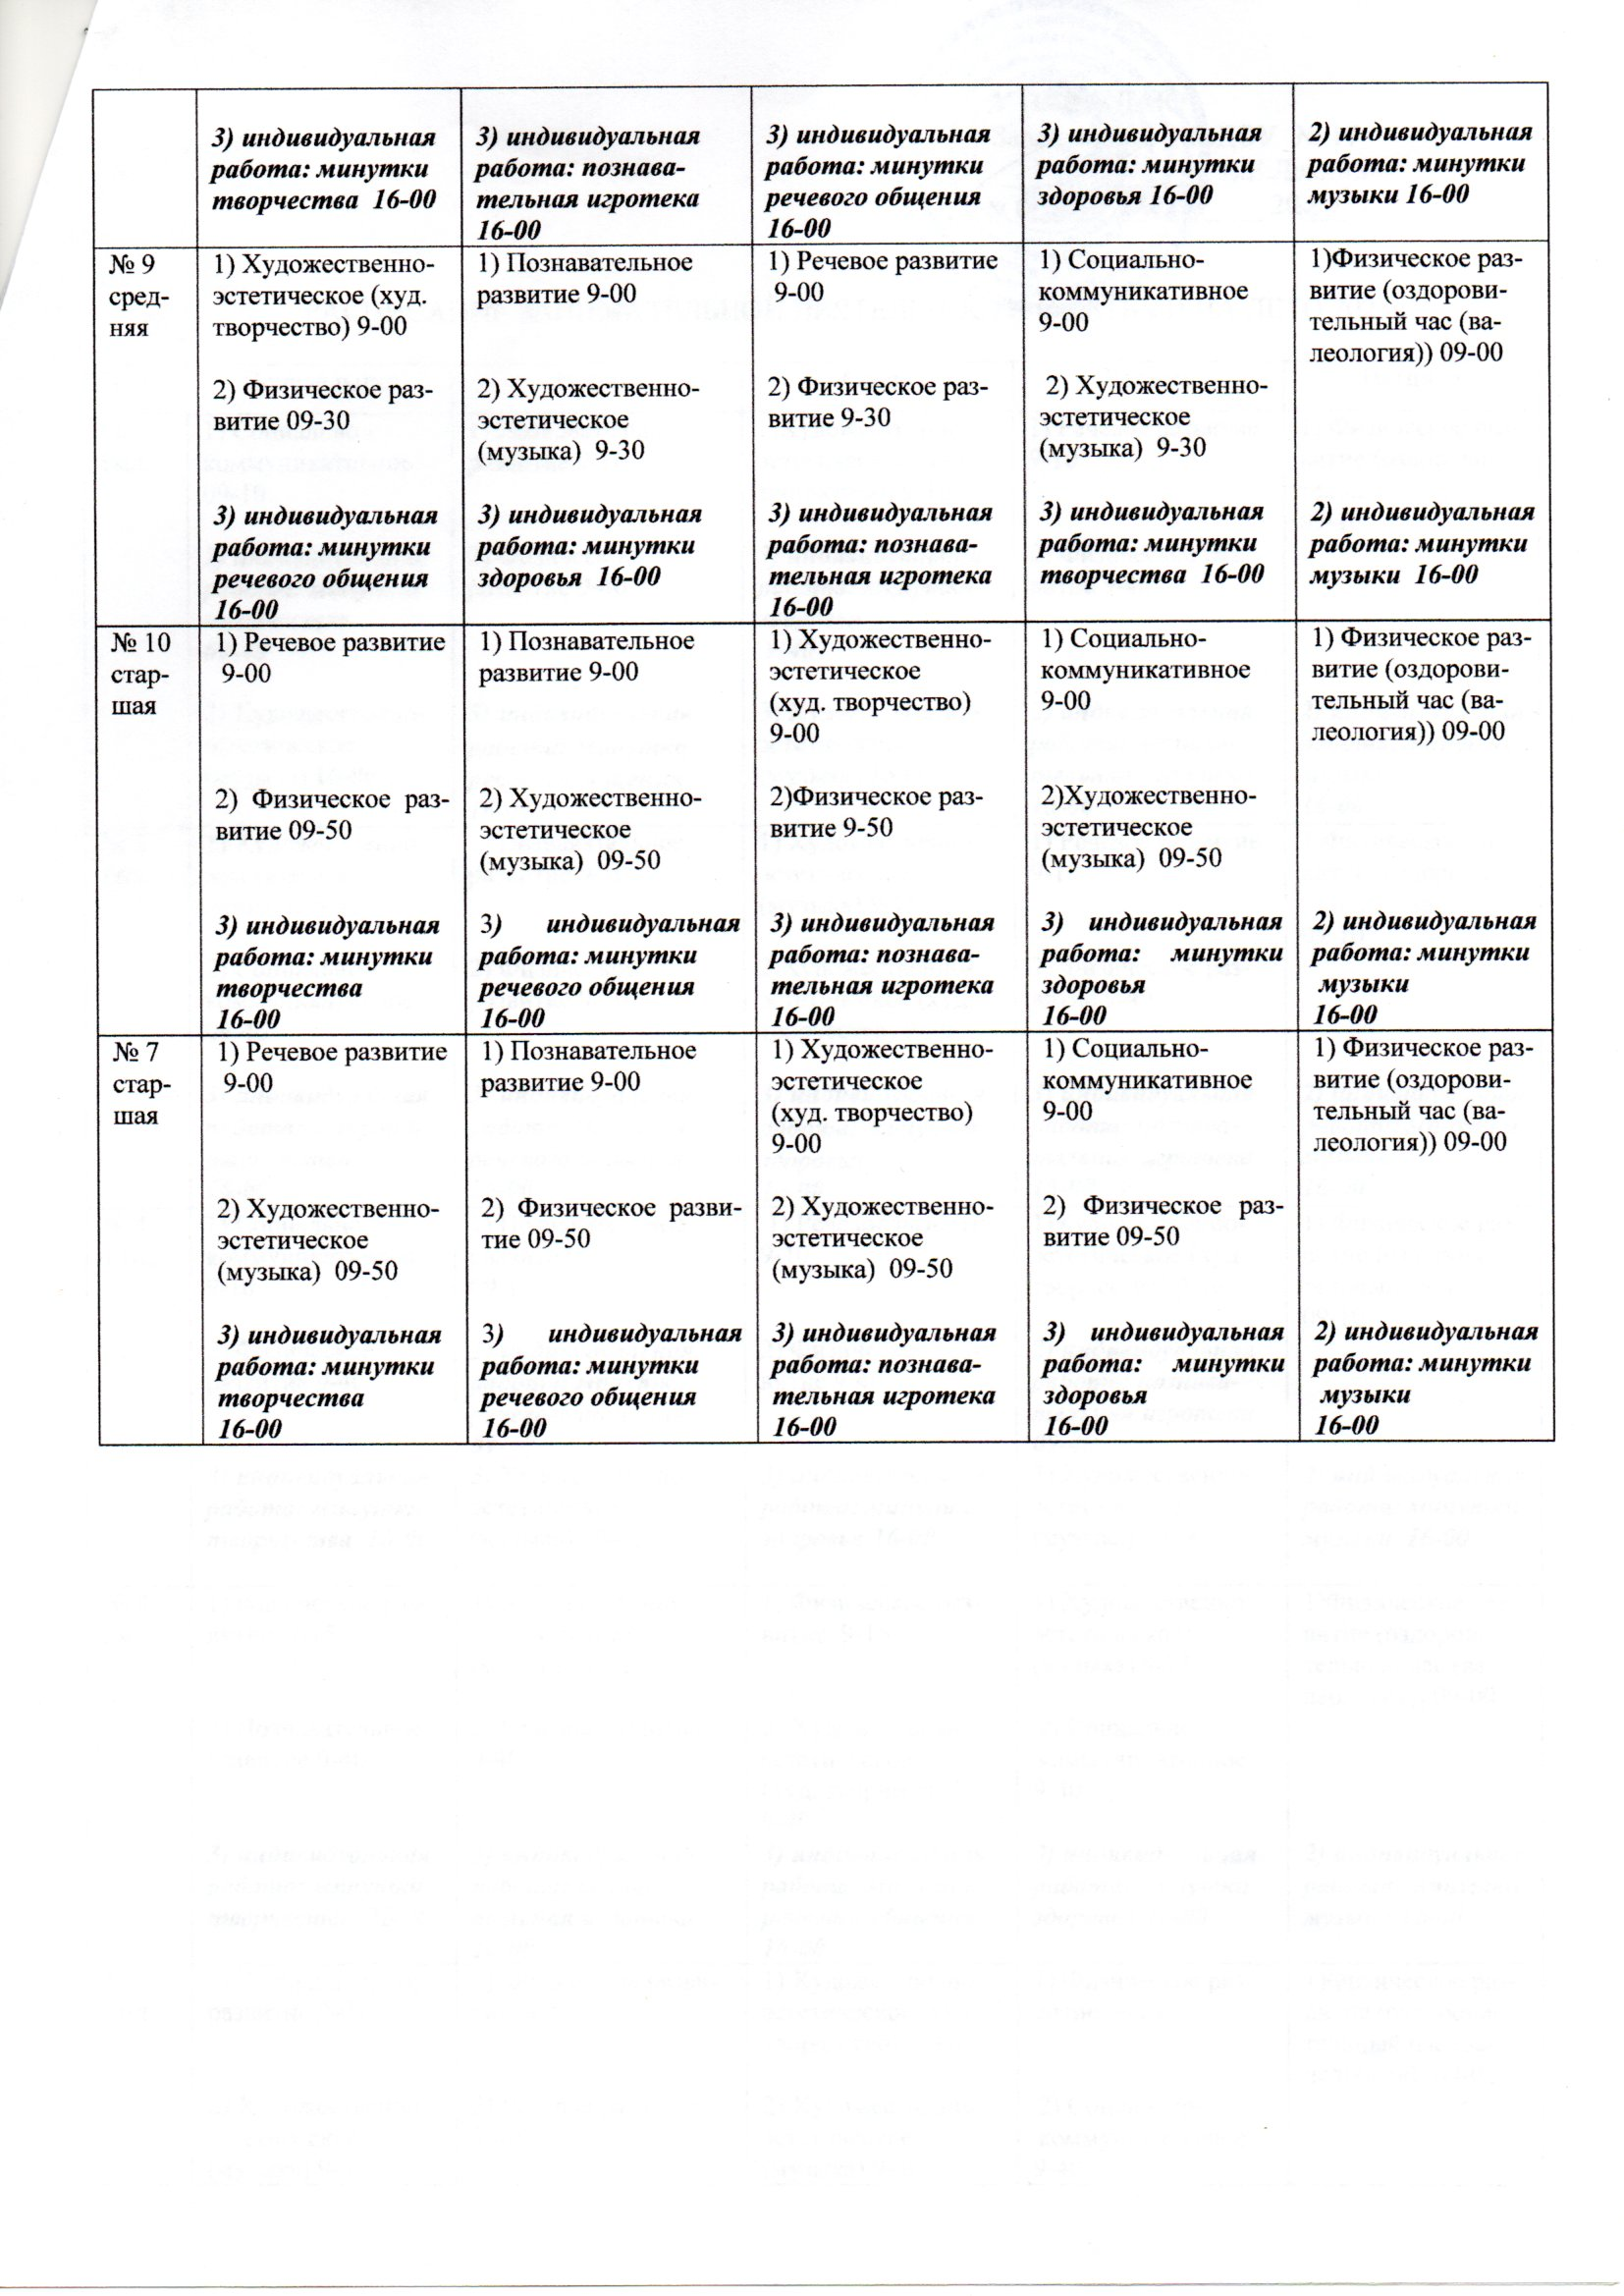 3) индивидуальная
работа: минутки
творчества 16-00
3) индивидуальная
работа: познава-
тельная игротека
16-00
3) индивидуальная
работа: минутки
речевого общения
16-00
3) индивидуальная
работа: минутки
здоровья 16-00
2) индивидуальная
работа: минутки
музыки 16-00
№ 9
сред-
няя
1) Художественно-
эстетическое (худ.
творчество) 9-00
2) Физическое раз-
витие 09-30
3) индивидуальная
работа: минутки
речевого общения
16-00
1) Познавательное
развитие 9-00
2) Художественно-
эстетическое
(музыка) 9-30
3) индивидуальная
работа: минутки
здоровья 16-00
1) Речевое развитие
9-00
2) Физическое раз-
витие 9-30
3) индивидуальная
работа: познава-
тельная игротека
16-00
1) Социально-
коммуникативное
9-00
2) Художественно-
эстетическое
(музыка) 9-30
3) индивидуальная
работа: минутки
творчества 16-00
1)Физическое раз-
витие (оздорови-
тельный час (ва-
леология)) 09-00
2) индивидуальная
работа: минутки
музыки 16-00
№ 10
стар-
шая
1) Речевое развитие
9-00
2) Физическое раз-
витие 09-50
3) индивидуальная
работа: минутки
творчества
16-00
1) Познавательное
развитие 9-00
2) Художественно-
эстетическое
(музыка) 09-50
3) индивидуальная
работа: минутки
речевого общения
16-00
1) Художественно-
эстетическое
(худ. творчество)
9-00
2)Физическое раз-
витие 9-50
3) индивидуальная
работа: познава-
тельная игротека
16-00
1) Социально-
коммуникативное
9-00
2)Художественно-
эстетическое
(музыка) 09-50
3) индивидуальная
работа: минутки
здоровья
16-00
1) Физическое раз-
витие (оздорови-
тельный час (ва-
леология)) 09-00
2) индивидуальная
работа: минутки
музыки
16-00
№ 7
стар-
шая
1) Речевое развитие
9-00
2) Художественно-
эстетическое
(музыка) 09-50
3) индивидуальная
работа: минутки
творчества
16-00
1) Познавательное
развитие 9-00
2) Физическое разви-
тие 09-50
3) индивидуальная
работа: минутки
речевого общения
16-00
1) Художественно-
эстетическое
(худ. творчество)
9-00
2) Художественно-
эстетическое
(музыка) 09-50
3) индивидуальная
работа: познава-
тельная игротека
16-00
1) Социально-
коммуникативное
9-00
2) Физическое раз-
витие 09-50
3) индивидуальная
работа: минутки
здоровья
16-00
1) Физическое раз-
витие (оздорови-
тельный час (ва-
леология)) 09-00
2) индивидуальная
работа: минутки
музыки
16-00